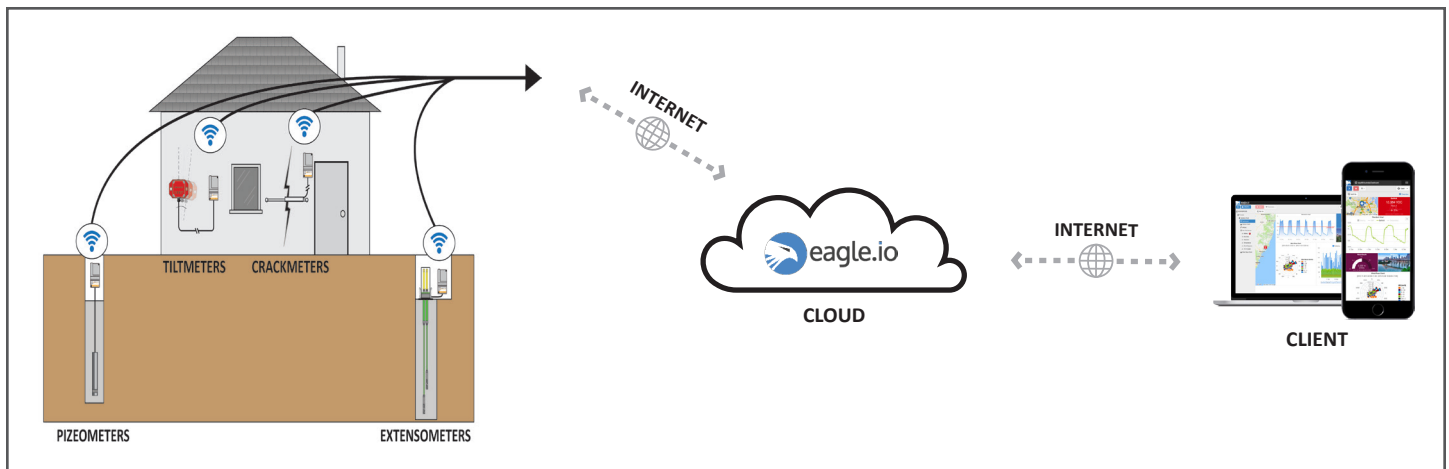 INTERNET
eagle.io
INTERNET
TILTMETERS
CRACKMETERS
CLOUD
CLIENT
PIZEOMETERS
EXTENSOMETERS